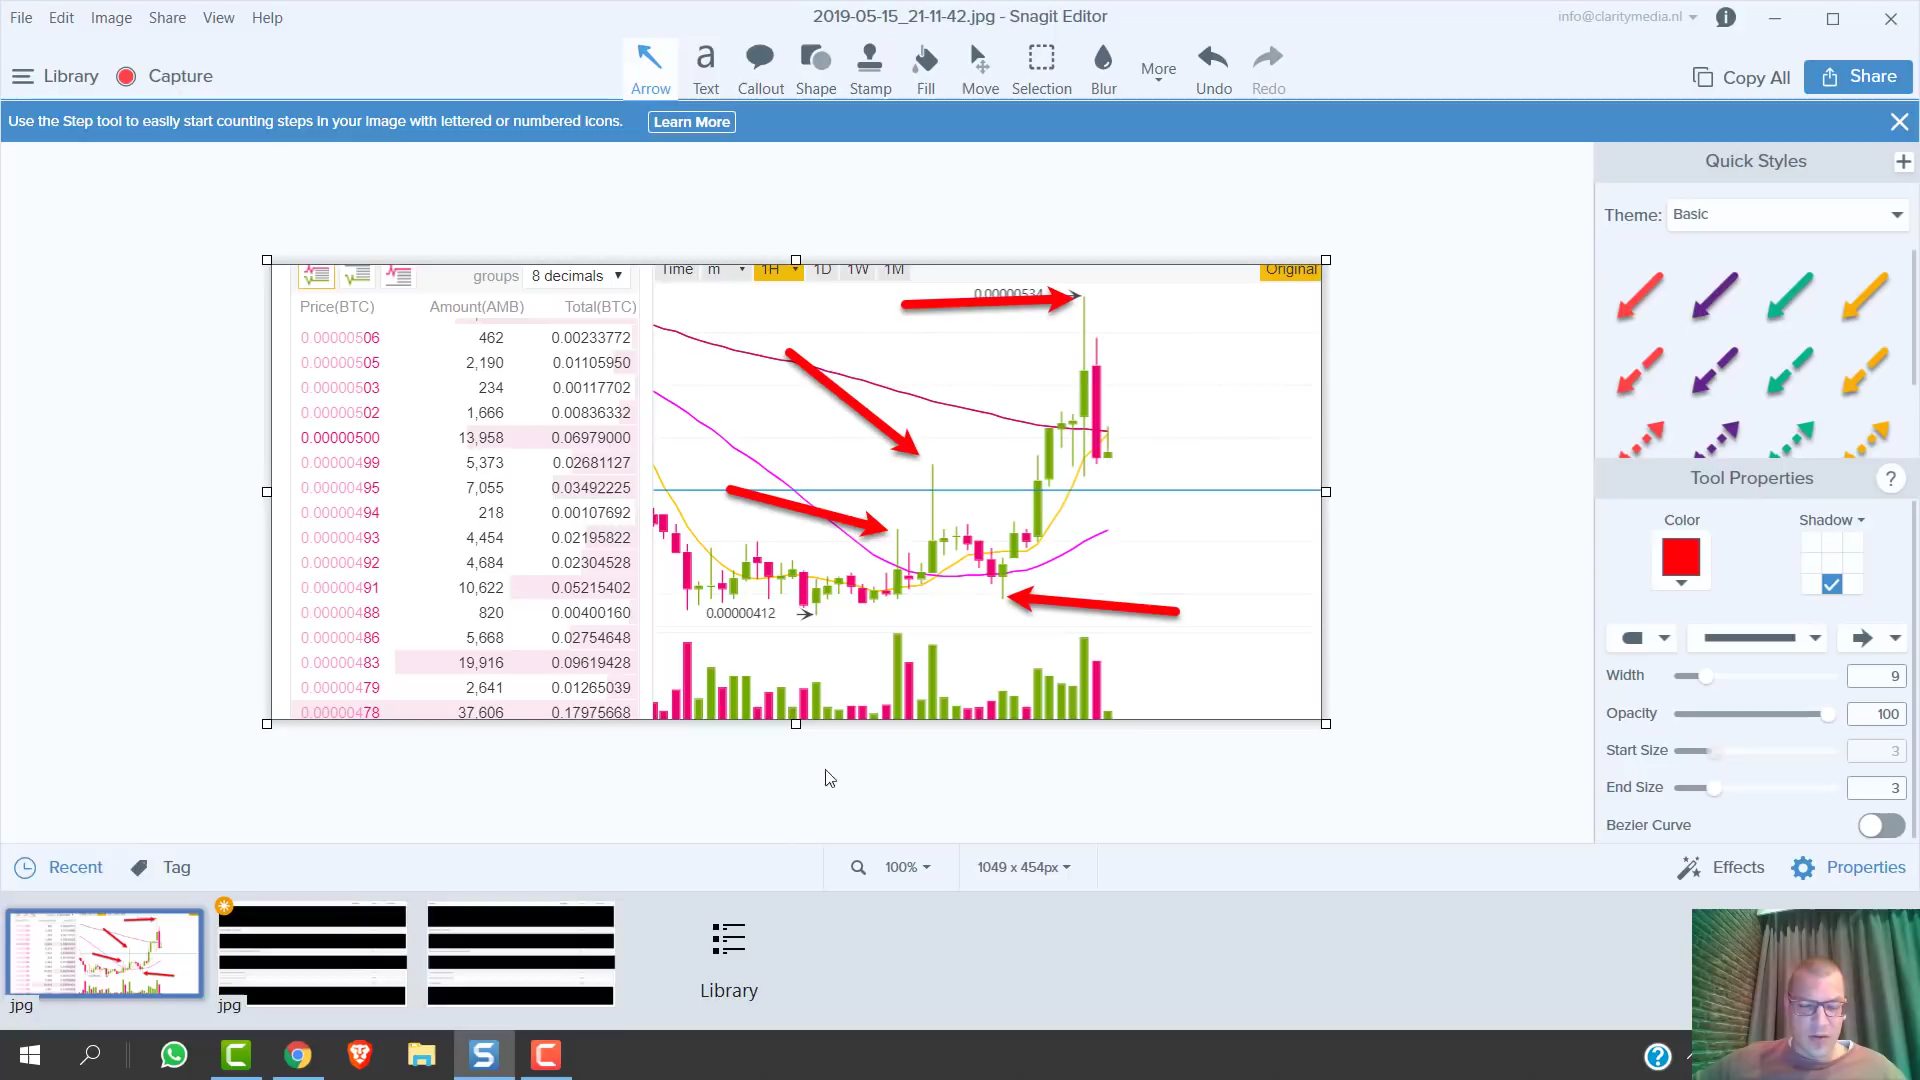 2019-05-15_21-11-42.jpg - Snagit Editor
File Edit Image Share View Help
info@claritymedia.nl
Library Capture
Arrow Text Callout Shape Stamp Fill Move Selection Blur More Undo Redo
Copy All Share
Use the Step tool to easily start counting steps in your image with lettered or numbered icons. Learn More
Quick Styles
Theme: Basic
groups 8 decimals
Time m 1H 1D 1W 1M Original
Price(BTC) Amount(AMB) Total(BTC)
0.00000506 462 0.00233772
0.00000505 2,190 0.01105950
0.00000503 234 0.00117702
0.00000502 1,666 0.00836332
0.00000500 13,958 0.06979000
0.00000499 5,373 0.02681127
0.00000495 7,055 0.03492225
0.00000494 218 0.00107692
0.00000493 4,454 0.02195822
0.00000492 4,684 0.02304528
0.00000491 10,622 0.05215402
0.00000488 820 0.00400160
0.00000486 5,668 0.02754648
0.00000483 19,916 0.09619428
0.00000479 2,641 0.01265039
0.00000478 37,606 0.17975668
0.00000534
0.00000412
Tool Properties ?
Color Shadow
Width 9
Opacity 100
Start Size 3
End Size 3
Bezier Curve
Recent Tag
100% 1049 x 454px
Effects Properties
jpg
jpg
Library